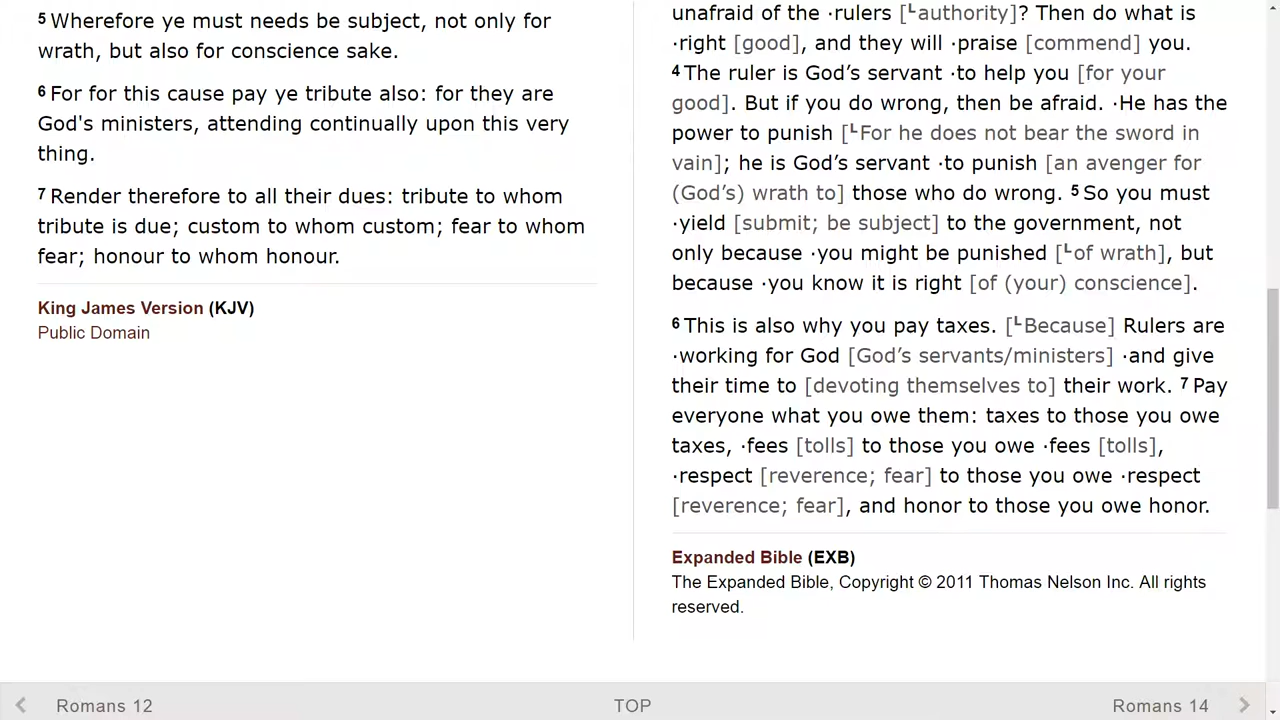 5 Wherefore ye must needs be subject, not only for
wrath, but also for conscience sake.
6 For for this cause pay ye tribute also: for they are
God's ministers, attending continually upon this very
thing.
7 Render therefore to all their dues: tribute to whom
tribute is due; custom to whom custom; fear to whom
fear; honour to whom honour.
King James Version (KJV)
Public Domain
unafraid of the ·rulers [└authority]? Then do what is
·right [good], and they will ·praise [commend] you.
4 The ruler is God’s servant ·to help you [for your
good]. But if you do wrong, then be afraid. ·He has the
power to punish [└For he does not bear the sword in
vain]; he is God’s servant ·to punish [an avenger for
(God’s) wrath to] those who do wrong. 5 So you must
·yield [submit; be subject] to the government, not
only because ·you might be punished [└of wrath], but
because ·you know it is right [of (your) conscience].
6 This is also why you pay taxes. [└Because] Rulers are
·working for God [God’s servants/ministers] ·and give
their time to [devoting themselves to] their work. 7 Pay
everyone what you owe them: taxes to those you owe
taxes, ·fees [tolls] to those you owe ·fees [tolls],
·respect [reverence; fear] to those you owe ·respect
[reverence; fear], and honor to those you owe honor.
Expanded Bible (EXB)
The Expanded Bible, Copyright © 2011 Thomas Nelson Inc. All rights
reserved.
Romans 12
TOP
Romans 14